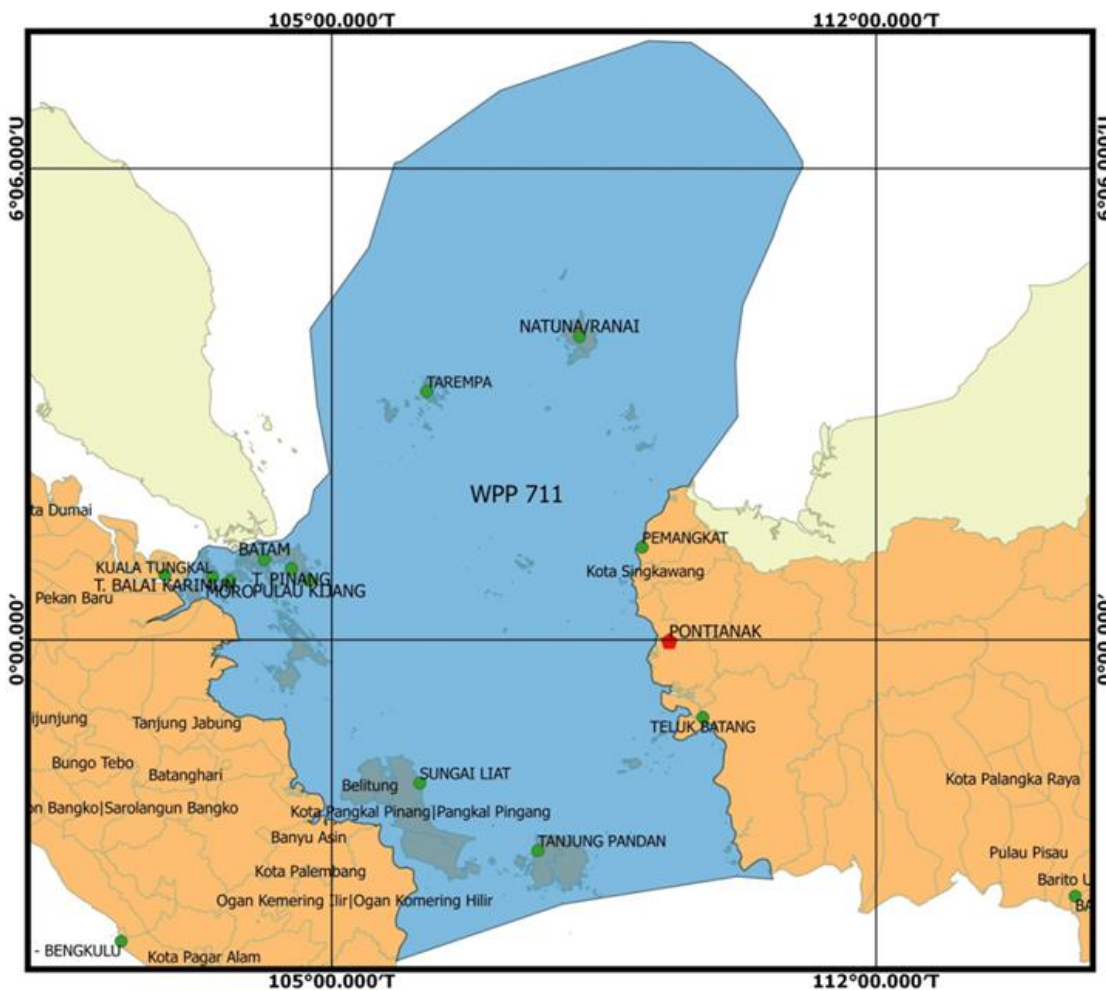 105°00.000'T
112°00.000'T
6°06.000'U
6°06.000'U
NATUNA/RANAI
TAREMPA
WPP 711
ta Dumai
PEMANGKAT
BATAM
KUALA TUNGKAL
Kota Singkawang
T. PINANG
T. BALAI KARIMUN
MOROPULAU KIJANG
Pekan Baru
PONTIANAK
0°00.000'
0°00.000'
ijunjung
Tanjung Jabung
TELUK BATANG
Bungo Tebo
Batanghari
SUNGAI LIAT
Kota Palangka Raya
Belitung
on Bangko|Sarolangun Bangko
Kota Pangkal Pinang|Pangkal Pingang
Banyu Asin
TANJUNG PANDAN
Pulau Pisau
Kota Palembang
Barito U
Ogan Kemering Ilir|Ogan Komering Hilir
BA
- BENGKULU
Kota Pagar Alam
105°00.000'T
112°00.000'T